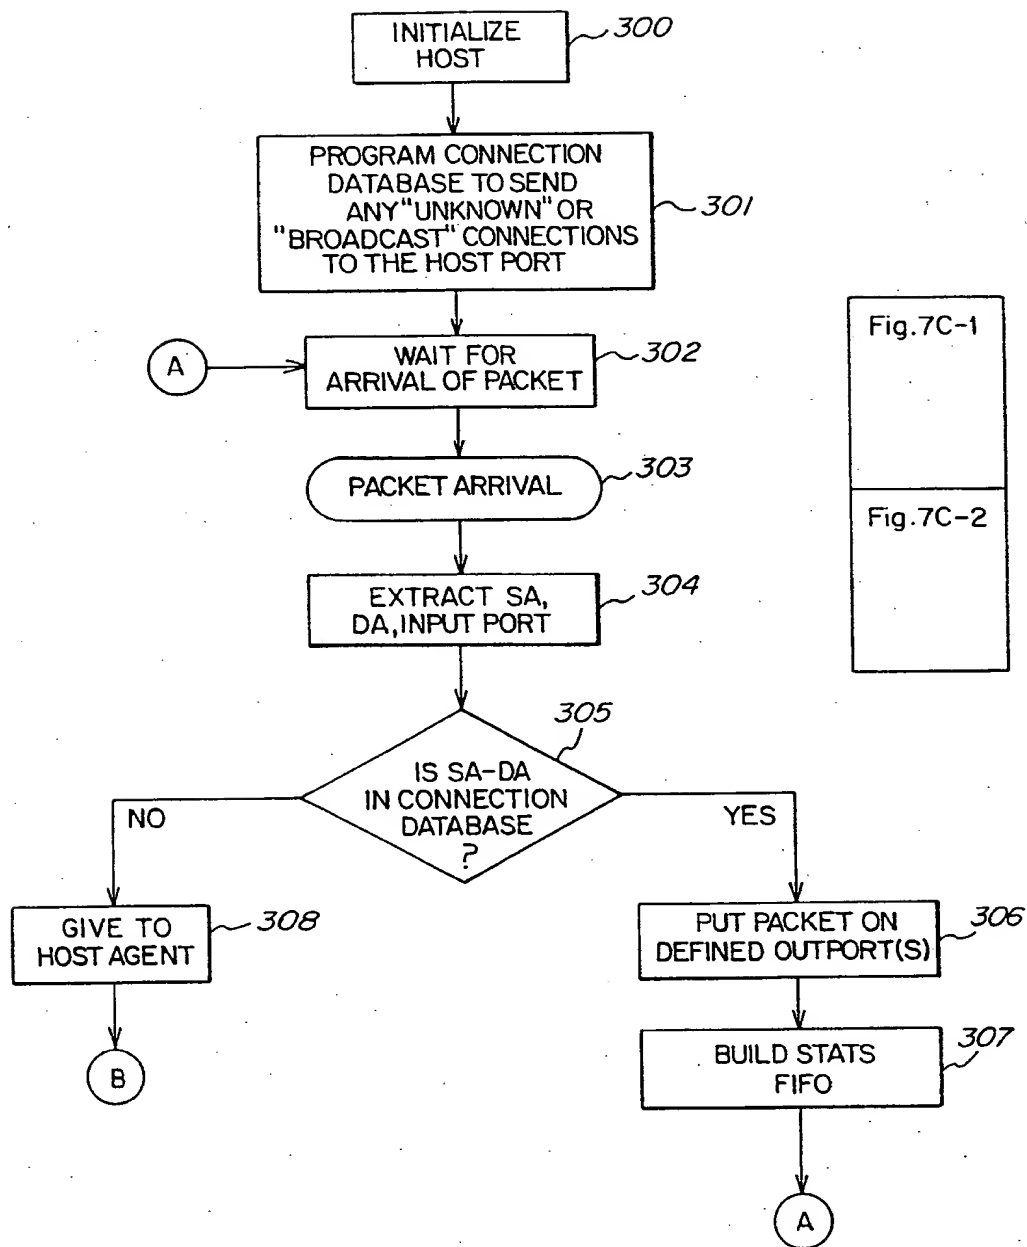 INITIALIZE
HOST
300
PROGRAM CONNECTION
DATABASE TO SEND
ANY "UNKNOWN" OR
"BROADCAST" CONNECTIONS
TO THE HOST PORT
301
A
WAIT FOR
ARRIVAL OF PACKET
302
PACKET ARRIVAL
303
EXTRACT SA,
DA, INPUT PORT
304
Fig.7C-1
Fig.7C-2
305
IS SA-DA
IN CONNECTION
DATABASE
?
NO
YES
GIVE TO
HOST AGENT
308
PUT PACKET ON
DEFINED OUTPORT(S)
306
B
BUILD STATS
FIFO
307
A